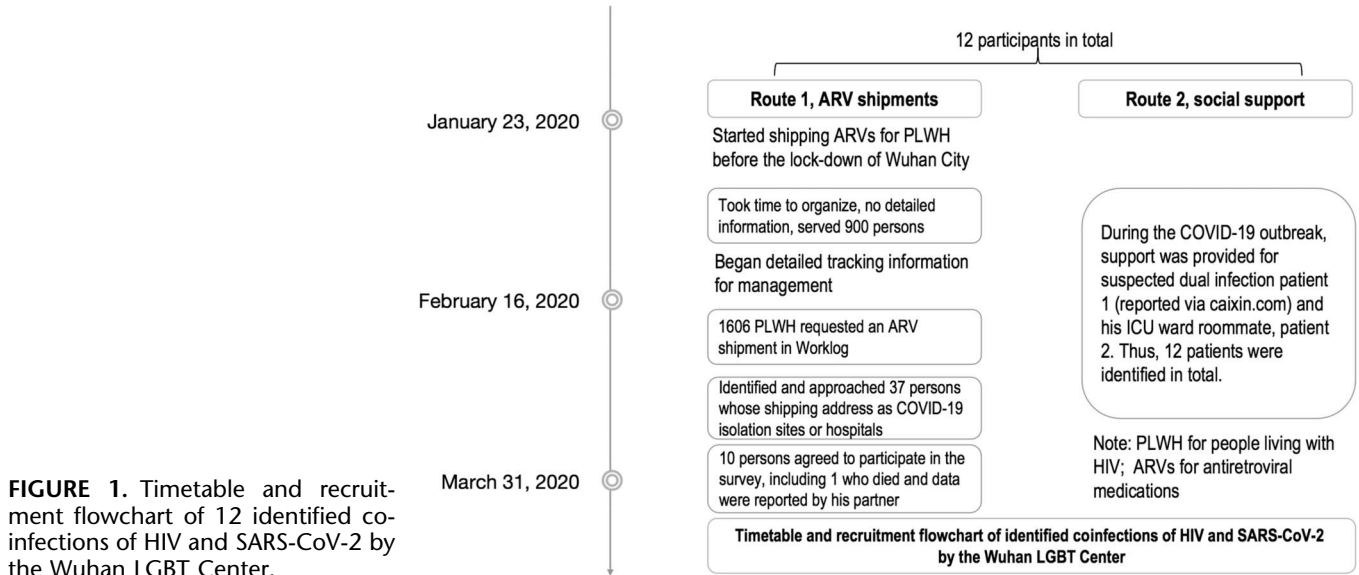 12 participants in total
Route 1, ARV shipments
Route 2, social support
January 23, 2020
Started shipping ARVs for PLWH
before the lock-down of Wuhan City
Took time to organize, no detailed
information, served 900 persons
Began detailed tracking information
for management
February 16, 2020
1606 PLWH requested an ARV
shipment in Worklog
Identified and approached 37 persons
whose shipping address as COVID-19
isolation sites or hospitals
March 31, 2020
10 persons agreed to participate in the
survey, including 1 who died and data
were reported by his partner
During the COVID-19 outbreak,
support was provided for
suspected dual infection patient
1 (reported via caixin.com) and
his ICU ward roommate, patient
2. Thus, 12 patients were
identified in total.
Note: PLWH for people living with
HIV; ARVs for antiretroviral
medications
Timetable and recruitment flowchart of identified coinfections of HIV and SARS-CoV-2
by the Wuhan LGBT Center
FIGURE 1. Timetable and recruit-
ment flowchart of 12 identified co-
infections of HIV and SARS-CoV-2 by
the Wuhan LGBT Center.